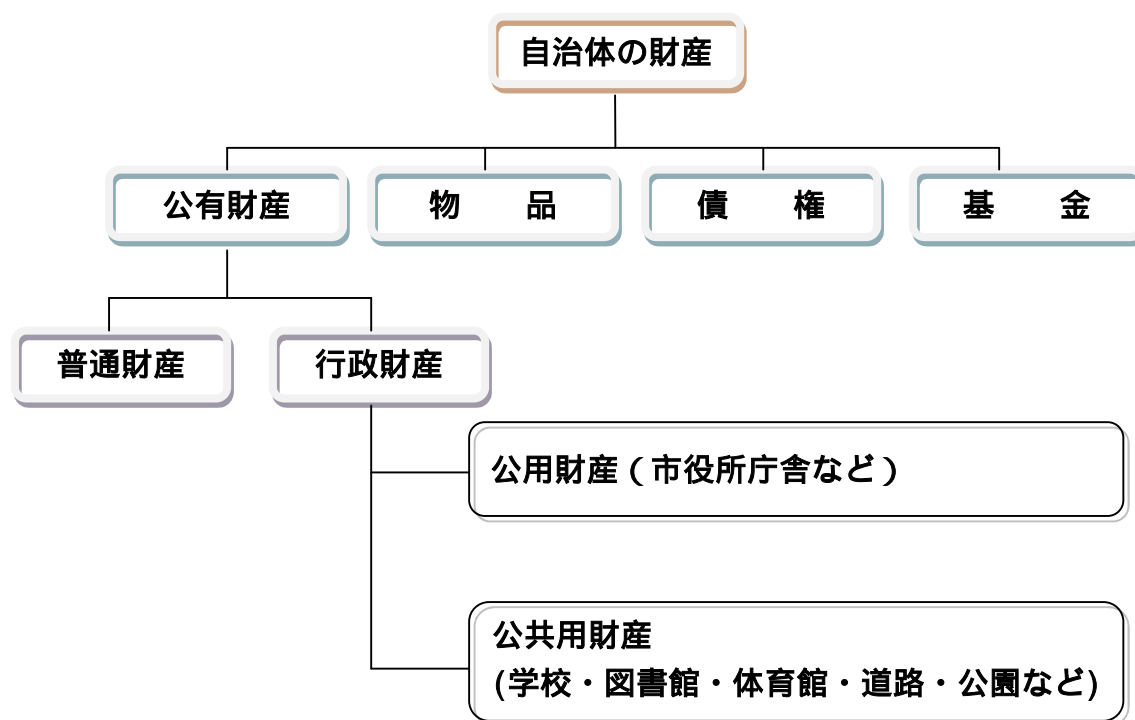 自治体の財産
公有財産
物　　品
債　　権
基　　金
普通財産
行政財産
公用財産（市役所庁舎など）
公共用財産
(学校・図書館・体育館・道路・公園など)